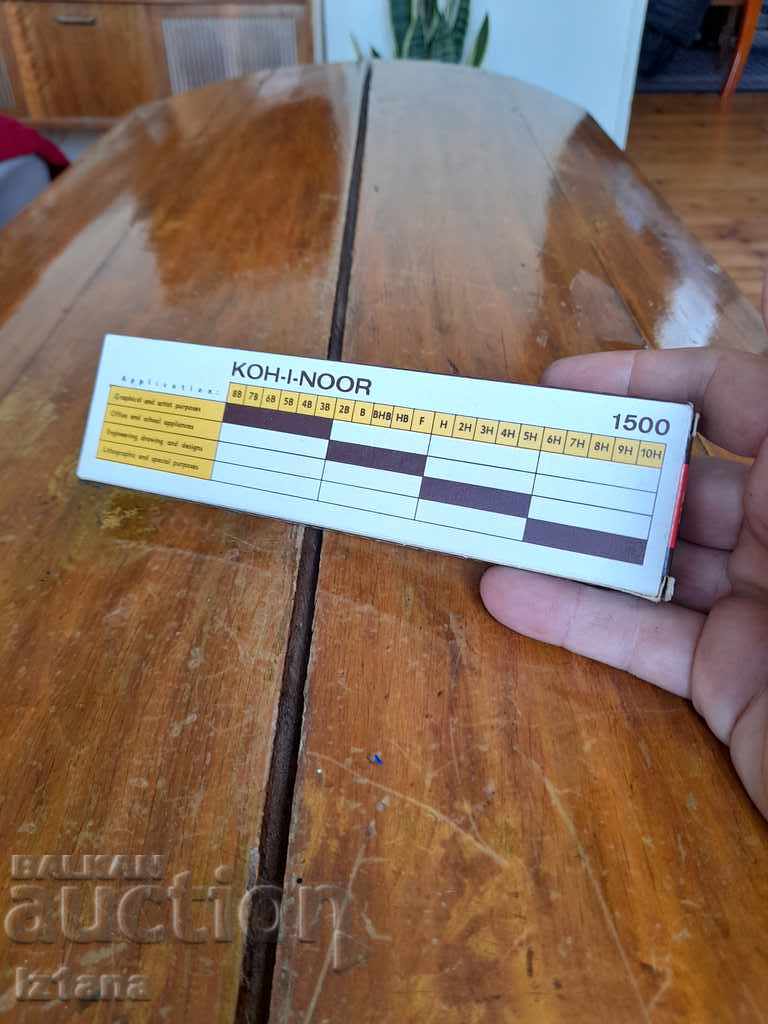 KOH-I-NOOR
1500
Application:
8B 7B 6B 5B 4B 3B 2B B BHB HB F H 2H 3H 4H 5H 6H 7H 8H 9H 10H
Graphical and artist purposes
Office and school appliances
Engineering drawing and designs
Lithographic and special purposes
BALKAN
auction
Iztana